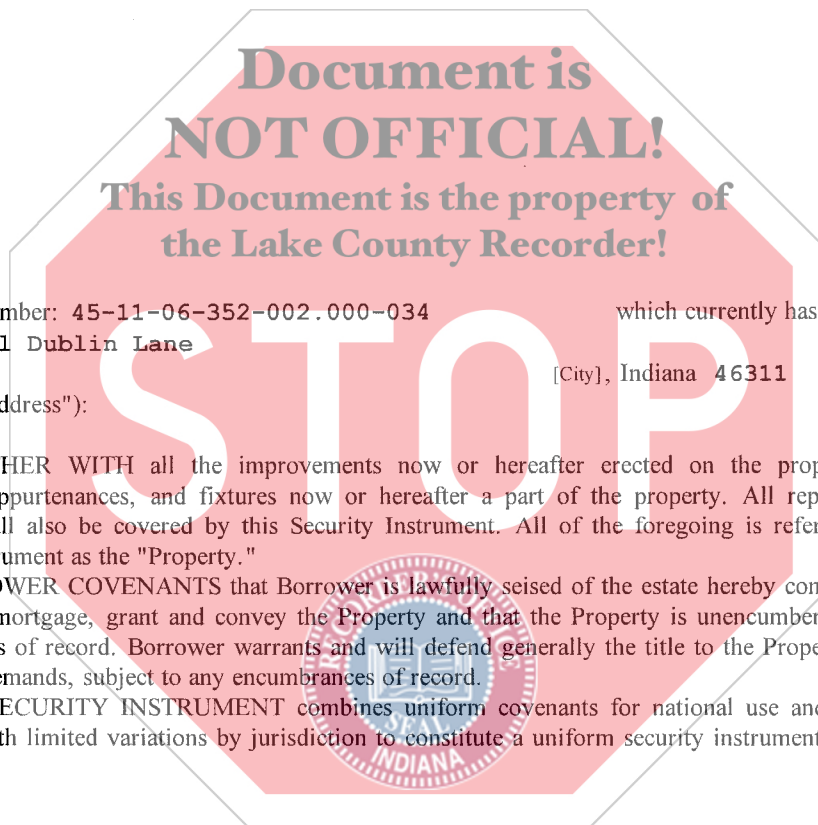 Document is
NOT OFFICIAL!
This Document is the property of
the Lake County Recorder!
mber: 45-11-06-352-002.000-034 which currently has
1 Dublin Lane
[City], Indiana 46311
ddress"):
STOP
HER WITH all the improvements now or hereafter erected on the prop
ppurtenances, and fixtures now or hereafter a part of the property. All rep
ll also be covered by this Security Instrument. All of the foregoing is refer
ument as the "Property."
OWER COVENANTS that Borrower is lawfully seised of the estate hereby con
mortgage, grant and convey the Property and that the Property is unencumber
s of record. Borrower warrants and will defend generally the title to the Prope
emands, subject to any encumbrances of record.
ECURITY INSTRUMENT combines uniform covenants for national use and
th limited variations by jurisdiction to constitute a uniform security instrument
RECORDER'S OFFICE
SEAL
INDIANA